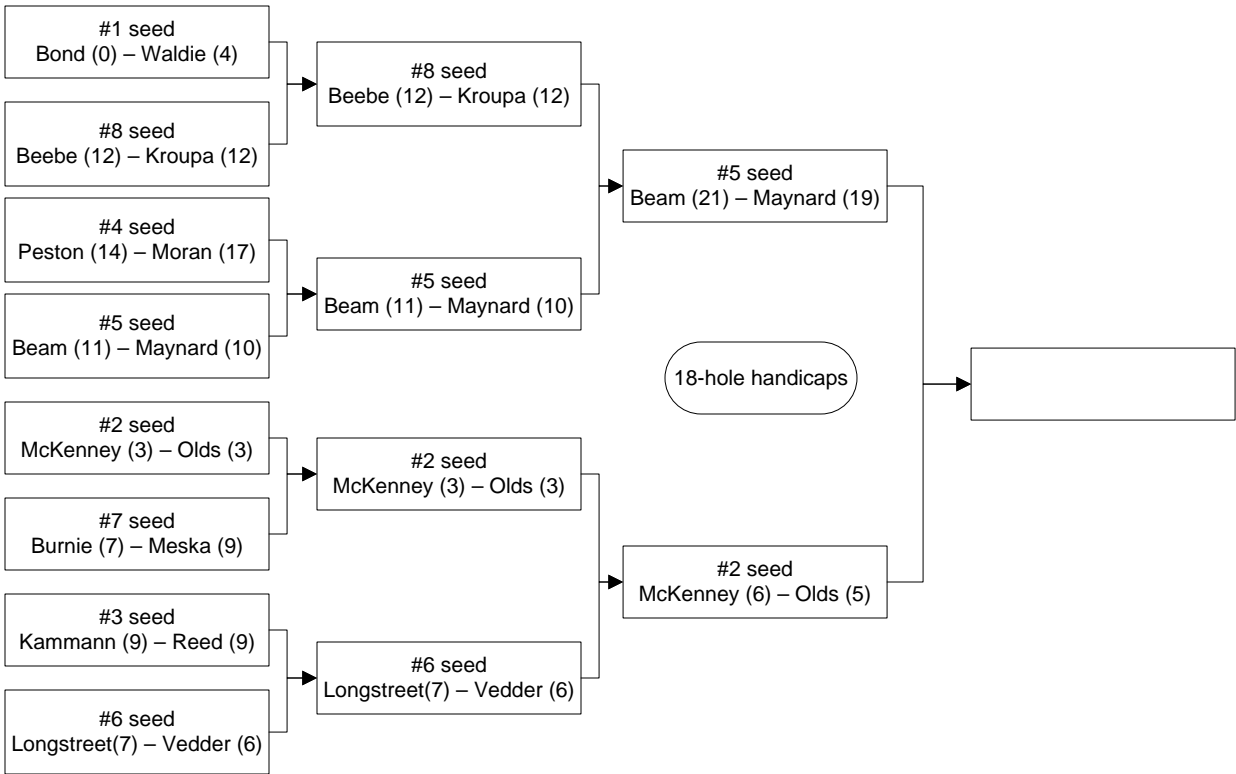 #1 seed
Bond (0) – Waldie (4)
#8 seed
Beebe (12) – Kroupa (12)
#4 seed
Peston (14) – Moran (17)
#5 seed
Beam (11) – Maynard (10)
#2 seed
McKenney (3) – Olds (3)
#7 seed
Burnie (7) – Meska (9)
#3 seed
Kammann (9) – Reed (9)
#6 seed
Longstreet(7) – Vedder (6)
#8 seed
Beebe (12) – Kroupa (12)
#5 seed
Beam (11) – Maynard (10)
#2 seed
McKenney (3) – Olds (3)
#6 seed
Longstreet(7) – Vedder (6)
#5 seed
Beam (21) – Maynard (19)
18-hole handicaps
#2 seed
McKenney (6) – Olds (5)